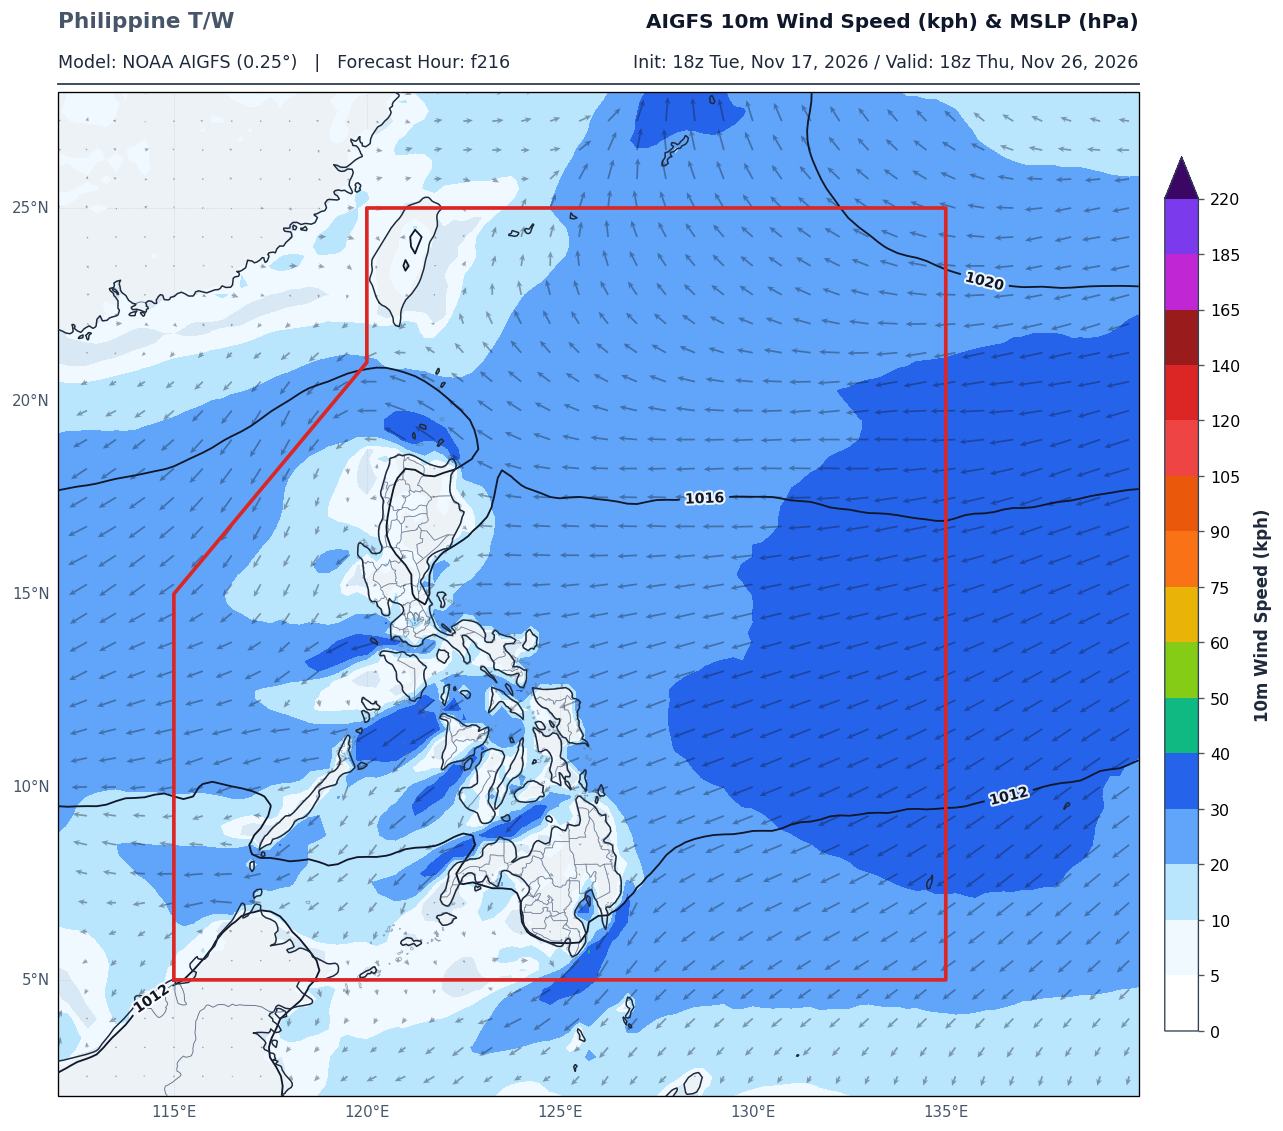 Philippine T/W
AIGFS 10m Wind Speed (kph) & MSLP (hPa)
Model: NOAA AIGFS (0.25°) | Forecast Hour: f216
Init: 18z Tue, Nov 17, 2026 / Valid: 18z Thu, Nov 26, 2026
25°N
20°N
15°N
10°N
5°N
115°E
120°E
125°E
130°E
135°E
1020
1016
1012
1012
220
185
165
140
120
105
90
75
60
50
40
30
20
10
5
0
10m Wind Speed (kph)